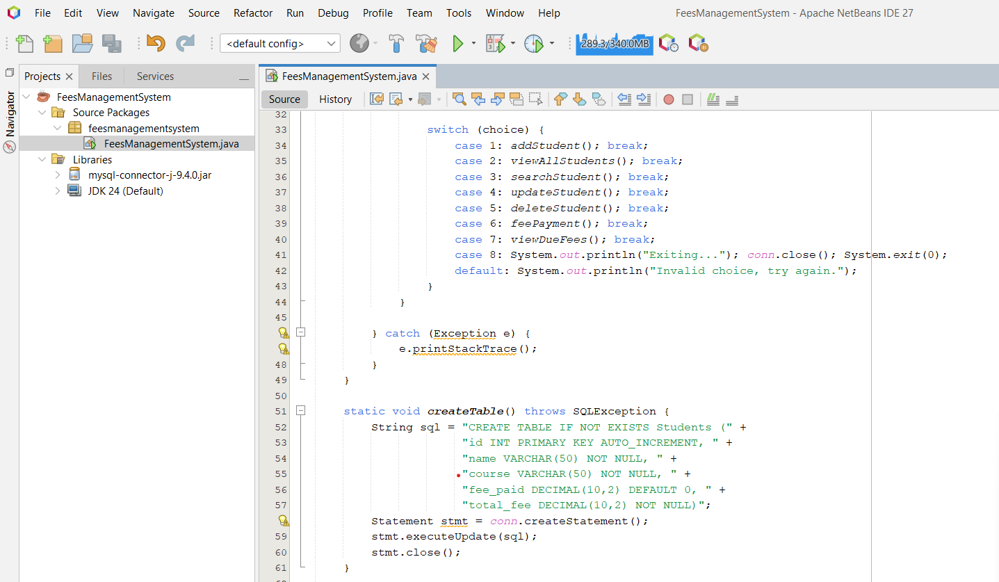 File Edit View Navigate Source Refactor Run Debug Profile Team Tools Window Help FeesManagementSystem - Apache NetBeans IDE 27
<default config> 289.3/340.0MB
Projects Files Services
Navigator
FeesManagementSystem
Source Packages
feesmanagementsystem
FeesManagementSystem.java
Libraries
mysql-connector-j-9.4.0.jar
JDK 24 (Default)
FeesManagementSystem.java
Source History
32
33 switch (choice) {
34 case 1: addStudent(); break;
35 case 2: viewAllStudents(); break;
36 case 3: searchStudent(); break;
37 case 4: updateStudent(); break;
38 case 5: deleteStudent(); break;
39 case 6: feePayment(); break;
40 case 7: viewDueFees(); break;
41 case 8: System.out.println("Exiting..."); conn.close(); System.exit(0);
42 default: System.out.println("Invalid choice, try again.");
43 }
44 }
45
} catch (Exception e) {
e.printStackTrace();
48 }
49 }
50
51 static void createTable() throws SQLException {
52 String sql = "CREATE TABLE IF NOT EXISTS Students (" +
53 "id INT PRIMARY KEY AUTO_INCREMENT, " +
54 "name VARCHAR(50) NOT NULL, " +
55 "course VARCHAR(50) NOT NULL, " +
56 "fee_paid DECIMAL(10,2) DEFAULT 0, " +
57 "total_fee DECIMAL(10,2) NOT NULL)";
Statement stmt = conn.createStatement();
59 stmt.executeUpdate(sql);
60 stmt.close();
61 }